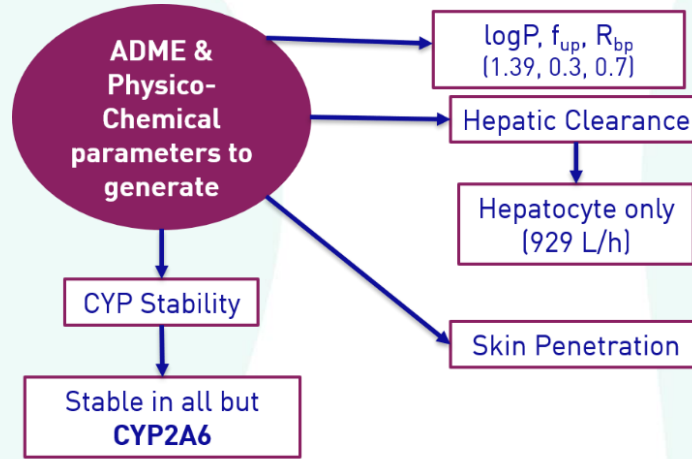 ADME &
Physico-
Chemical
parameters to
generate
logP, fup, Rbp
(1.39, 0.3, 0.7)
Hepatic Clearance
Hepatocyte only
(929 L/h)
CYP Stability
Skin Penetration
Stable in all but
CYP2A6